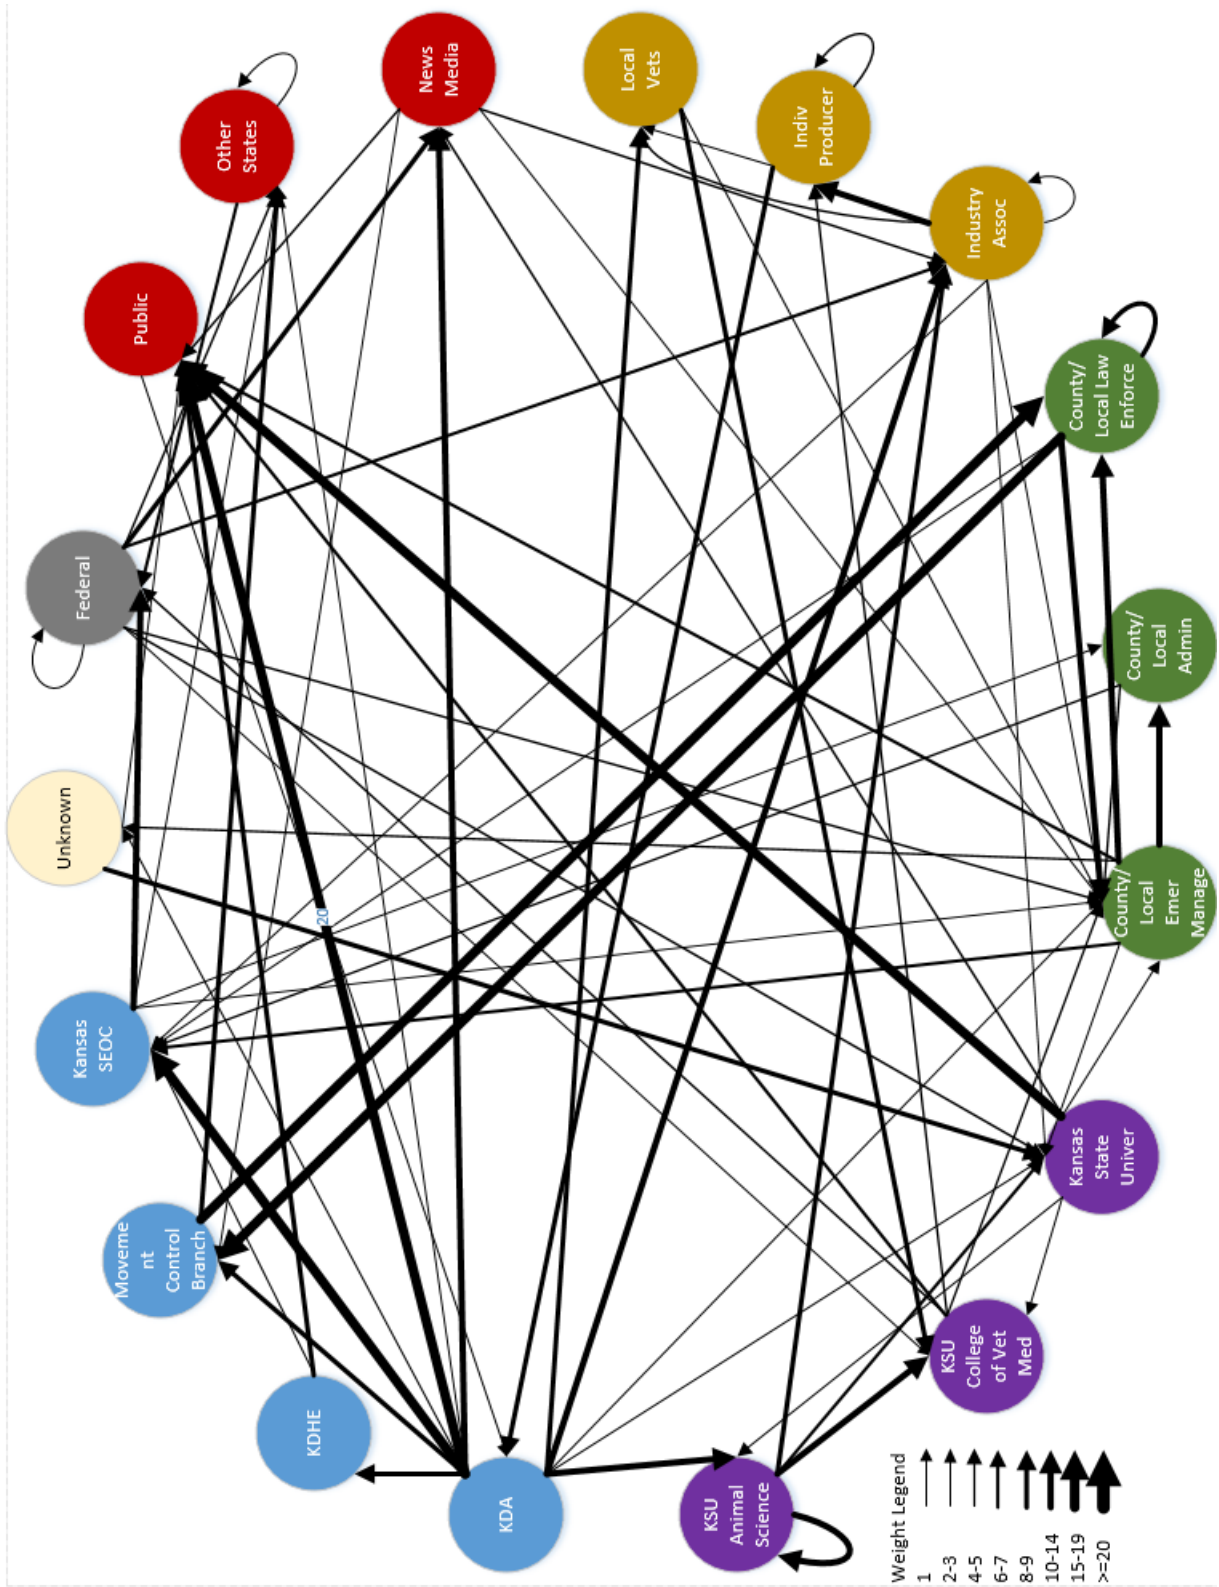 Other
States
News
Media
Local
Vets
Indiv
Producer
Industry
Assoc
Public
County/
Local Law
Enforce
Federal
County/
Local
Admin
Unknown
County/
Local
Emer
Manage
20
Kansas
SEOC
Kansas
State
Univer
Moveme
nt
Control
Branch
KSU
College
of Vet
Med
KDHE
KDA
KSU
Animal
Science
Weight Legend
1
2-3
4-5
6-7
8-9
10-14
15-19
>=20